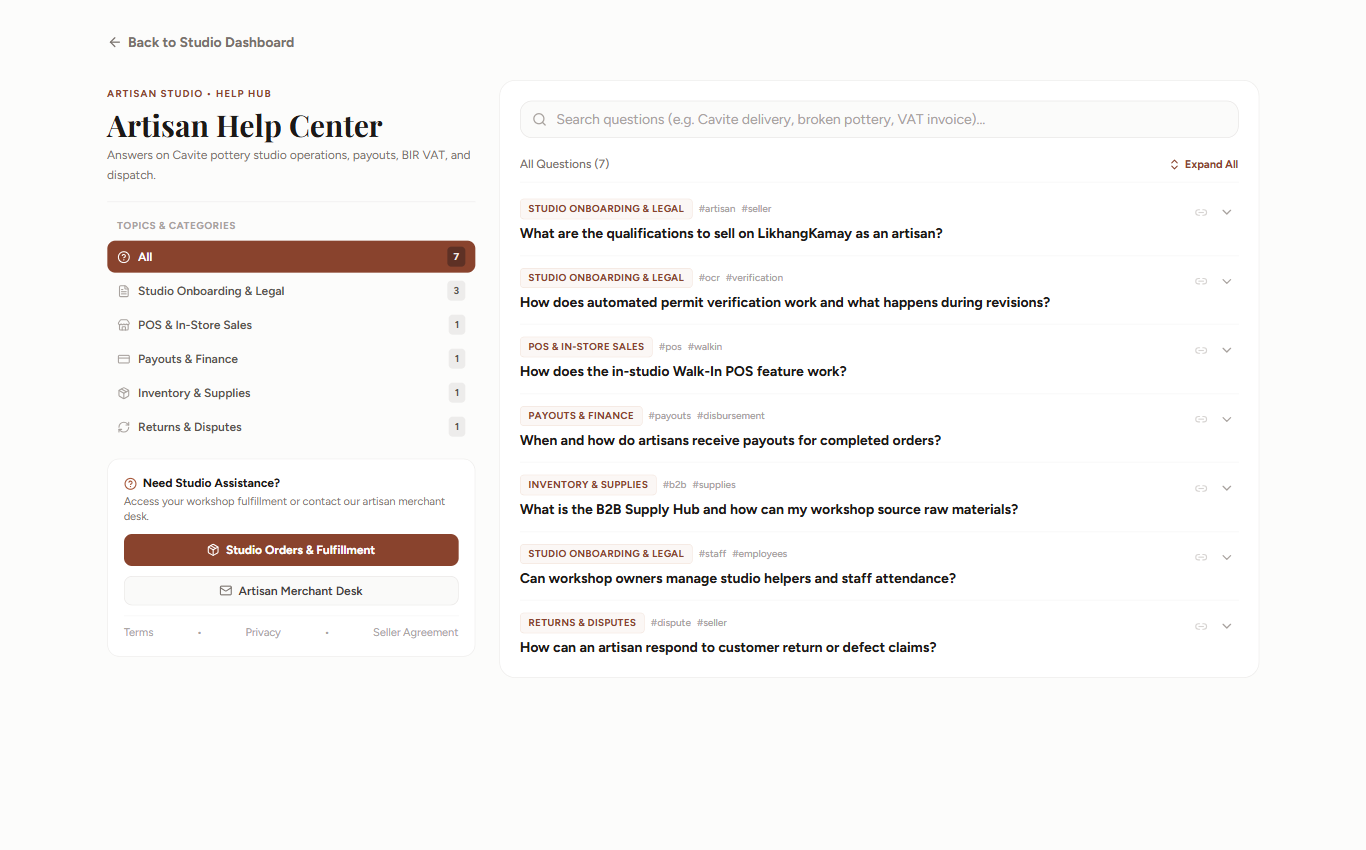 Back to Studio Dashboard
ARTISAN STUDIO • HELP HUB
Artisan Help Center
Answers on Cavite pottery studio operations, payouts, BIR VAT, and
dispatch.
TOPICS & CATEGORIES
All 7
Studio Onboarding & Legal 3
POS & In-Store Sales 1
Payouts & Finance 1
Inventory & Supplies 1
Returns & Disputes 1
Need Studio Assistance?
Access your workshop fulfillment or contact our artisan merchant
desk.
Studio Orders & Fulfillment
Artisan Merchant Desk
Terms • Privacy • Seller Agreement
Search questions (e.g. Cavite delivery, broken pottery, VAT invoice)...
All Questions (7) Expand All
STUDIO ONBOARDING & LEGAL #artisan #seller
What are the qualifications to sell on LikhangKamay as an artisan?
STUDIO ONBOARDING & LEGAL #ocr #verification
How does automated permit verification work and what happens during revisions?
POS & IN-STORE SALES #pos #walkin
How does the in-studio Walk-In POS feature work?
PAYOUTS & FINANCE #payouts #disbursement
When and how do artisans receive payouts for completed orders?
INVENTORY & SUPPLIES #b2b #supplies
What is the B2B Supply Hub and how can my workshop source raw materials?
STUDIO ONBOARDING & LEGAL #staff #employees
Can workshop owners manage studio helpers and staff attendance?
RETURNS & DISPUTES #dispute #seller
How can an artisan respond to customer return or defect claims?